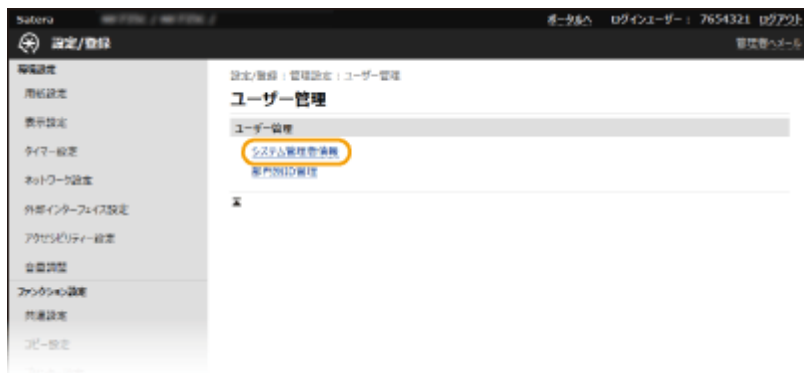 Satera
ポータルへ ログインユーザー： 7654321 ログアウト
設定/登録
管理者へメール
環境設定
用紙設定
表示設定
タイマー設定
ネットワーク設定
外部インターフェイス設定
アクセシビリティー設定
音量調整
ファンクション設定
共通設定
コピー設定
設定/登録 : 管理設定 : ユーザー管理
ユーザー管理
ユーザー管理
システム管理者情報
部門別ID管理